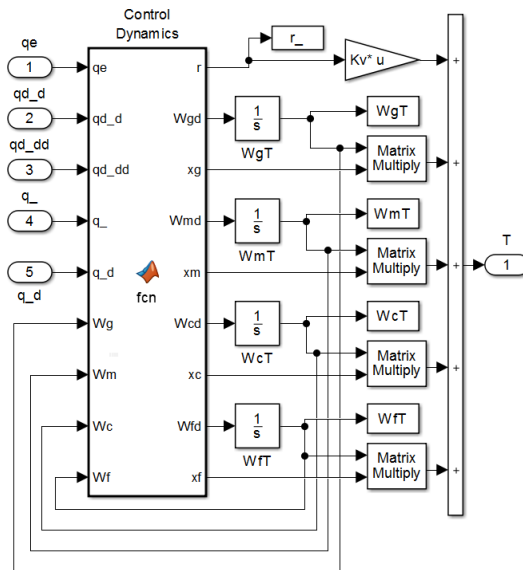 Control
Dynamics
qe
1
qe
r
r_
Kv* u
+
qd_d
2
qd_d
Wgd
1
s
WgT
WgT
Matrix
Multiply
+
qd_dd
3
qd_dd
xg
q_
4
q_
Wmd
1
s
WmT
WmT
Matrix
Multiply
+
T
1
5
q_d
q_d
xm
fcn
Wg
Wcd
1
s
WcT
WcT
Matrix
Multiply
+
Wm
xc
Wc
Wfd
1
s
WfT
WfT
Matrix
Multiply
+
Wf
xf